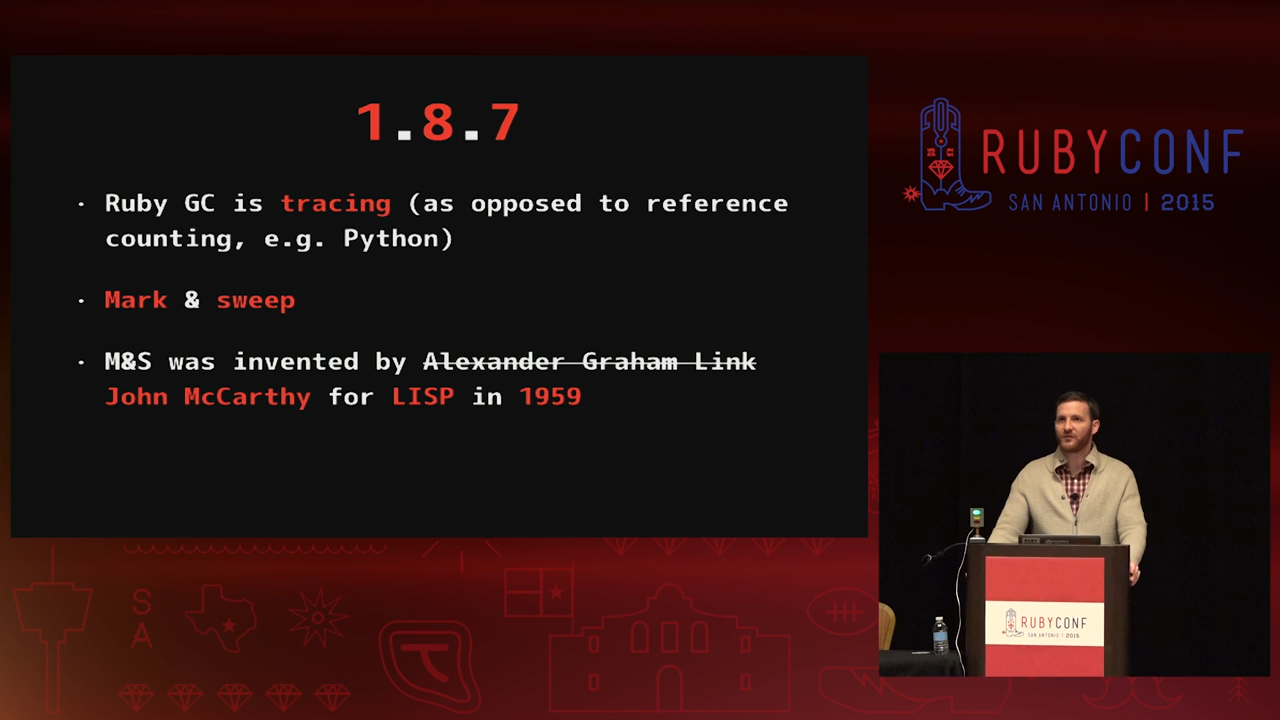 1.8.7
· Ruby GC is tracing (as opposed to reference
counting, e.g. Python)
· Mark & sweep
· M&S was invented by Alexander Graham Link
John McCarthy for LISP in 1959
RUBYCONF
SAN ANTONIO | 2015
S
A
RUBYCONF
SAN ANTONIO | 2015